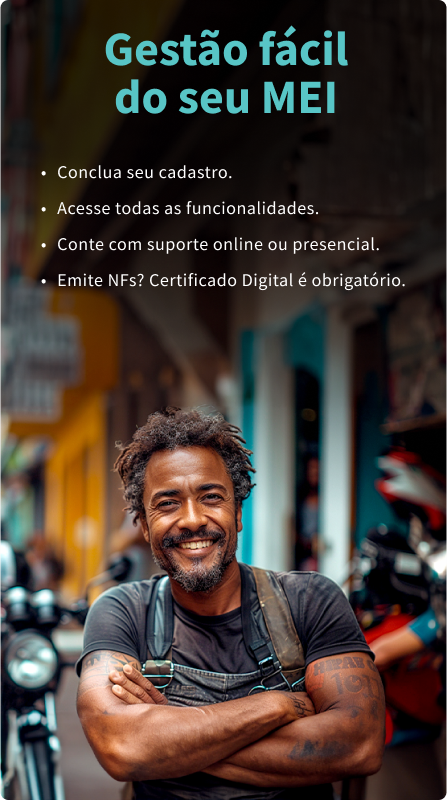 Gestão fácil
do seu MEI
• Conclua seu cadastro.
• Acesse todas as funcionalidades.
• Conte com suporte online ou presencial.
• Emite NFs? Certificado Digital é obrigatório.